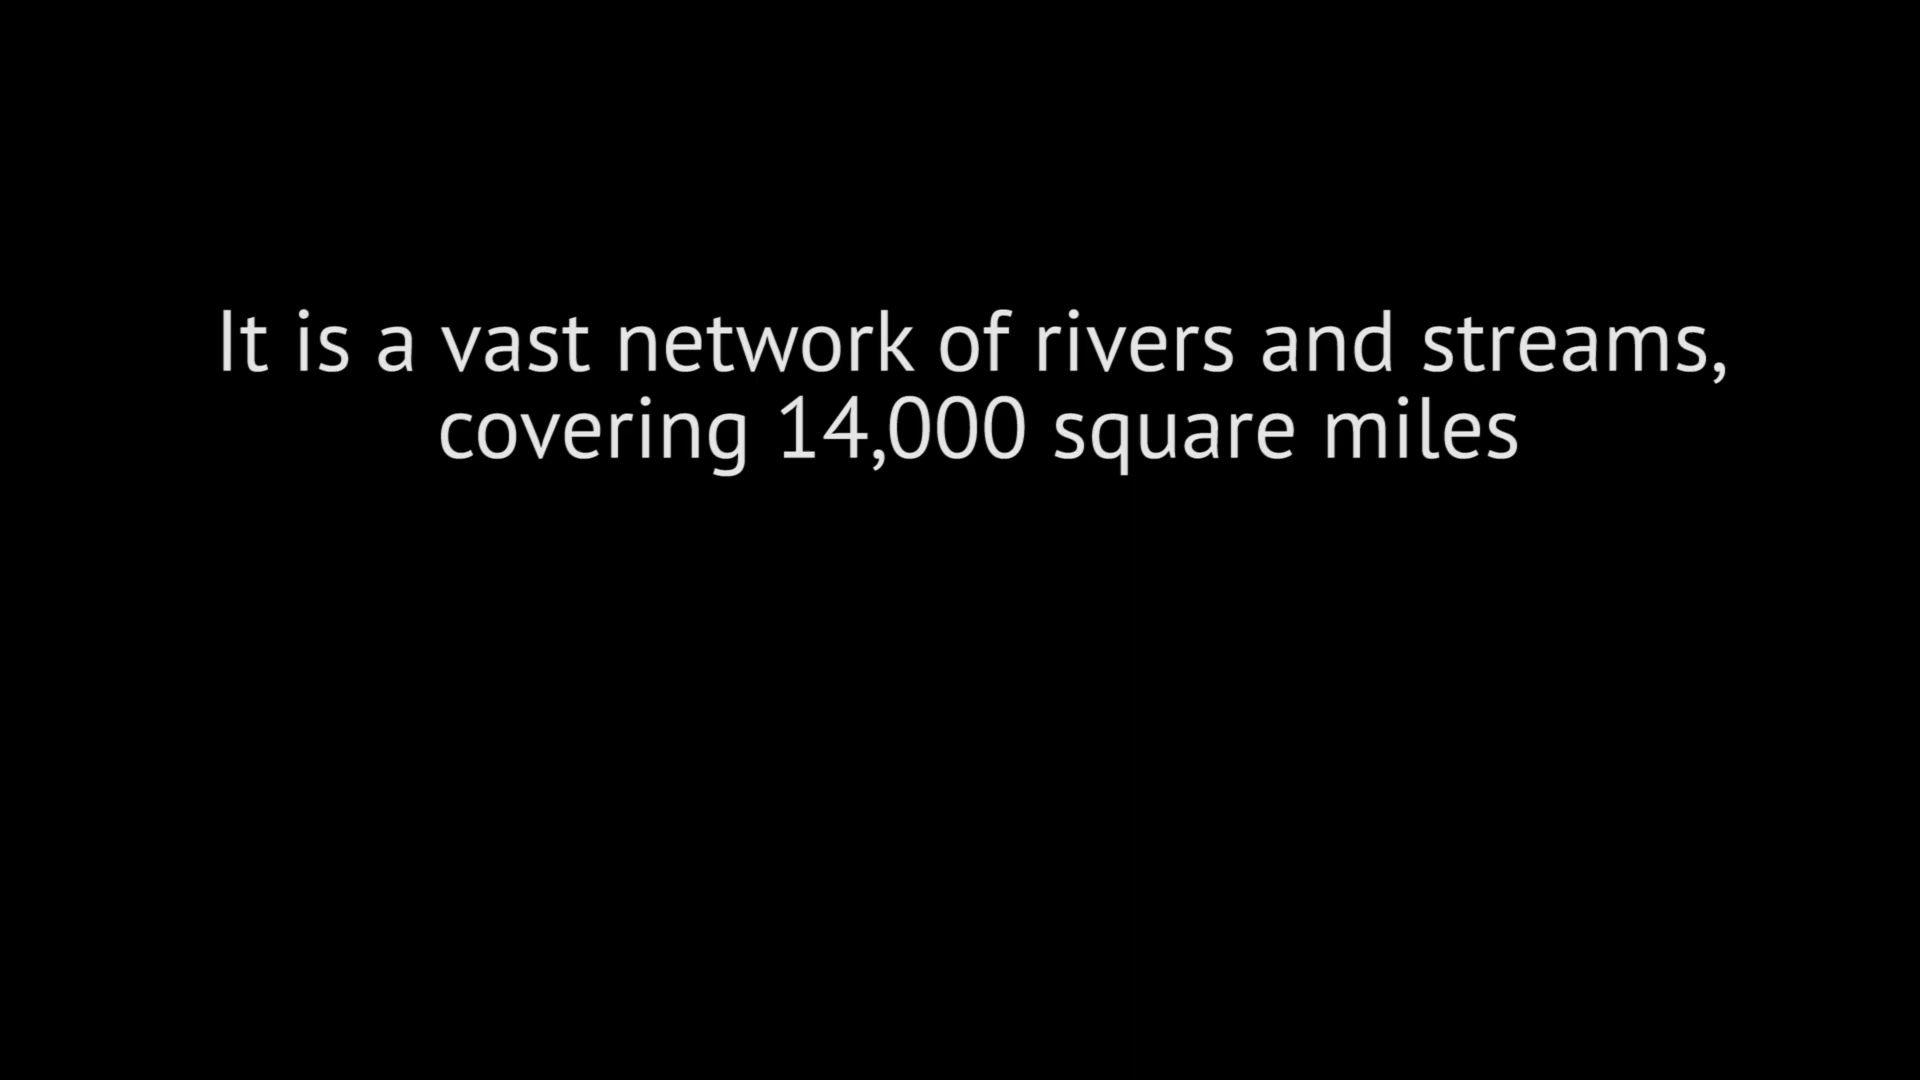 It is a vast network of rivers and streams,
covering 14,000 square miles